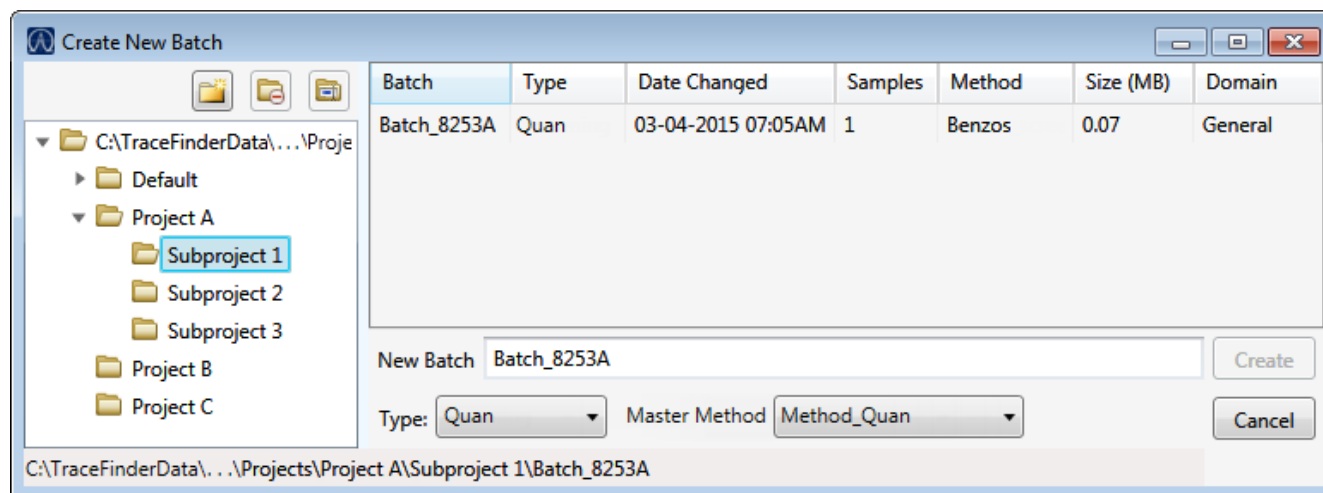 Create New Batch
Batch Type Date Changed Samples Method Size (MB) Domain
Batch_8253A Quan 03-04-2015 07:05AM 1 Benzos 0.07 General
C:\TraceFinderData\...\Proje
Default
Project A
Subproject 1
Subproject 2
Subproject 3
Project B
Project C
New Batch Batch_8253A Create
Type: Quan Master Method Method_Quan Cancel
C:\TraceFinderData\. . .\Projects\Project A\Subproject 1\Batch_8253A